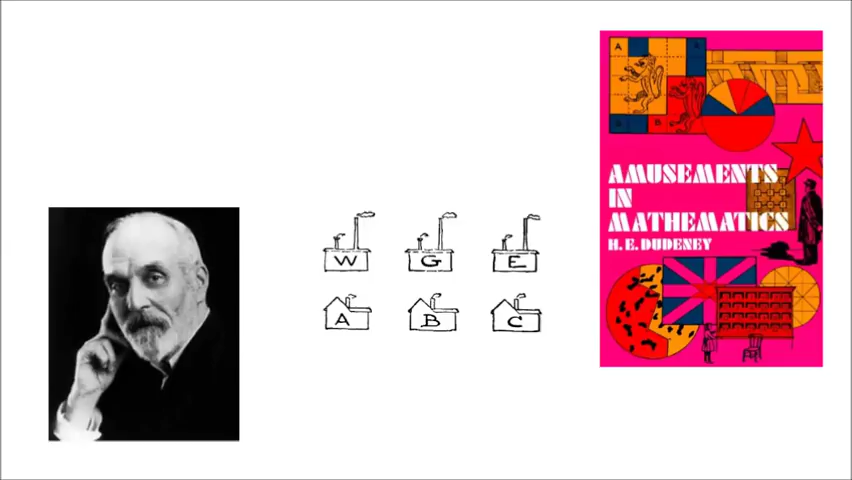 W G E
A B C
A
B
AMUSEMENTS
IN
MATHEMATICS
H. E. DUDENEY